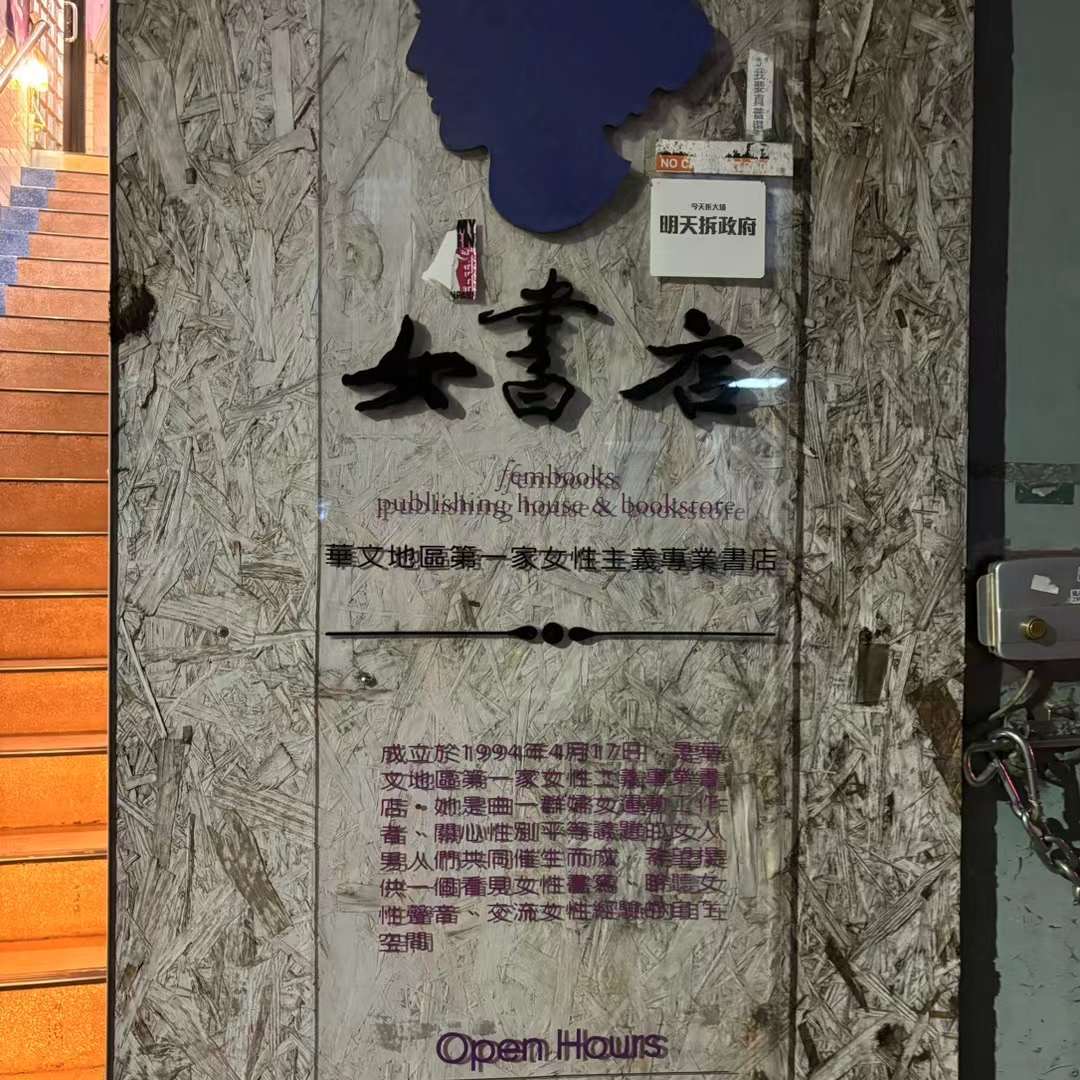 我要真普選
NO C
今天拆大埔
明天拆政府
女書店
fembooks
publishing house & bookstore
華文地區第一家女性主義專業書店
成立於1994年4月17日，是華
文地區第一家女性主義專業書
店。她是由一群婦女運動工作
者、關心性別平等議題的女人
男人們共同催生而成，希望提
供一個看見女性書寫、聆聽女
性聲音、交流女性經驗的自在
空間
Open Hours